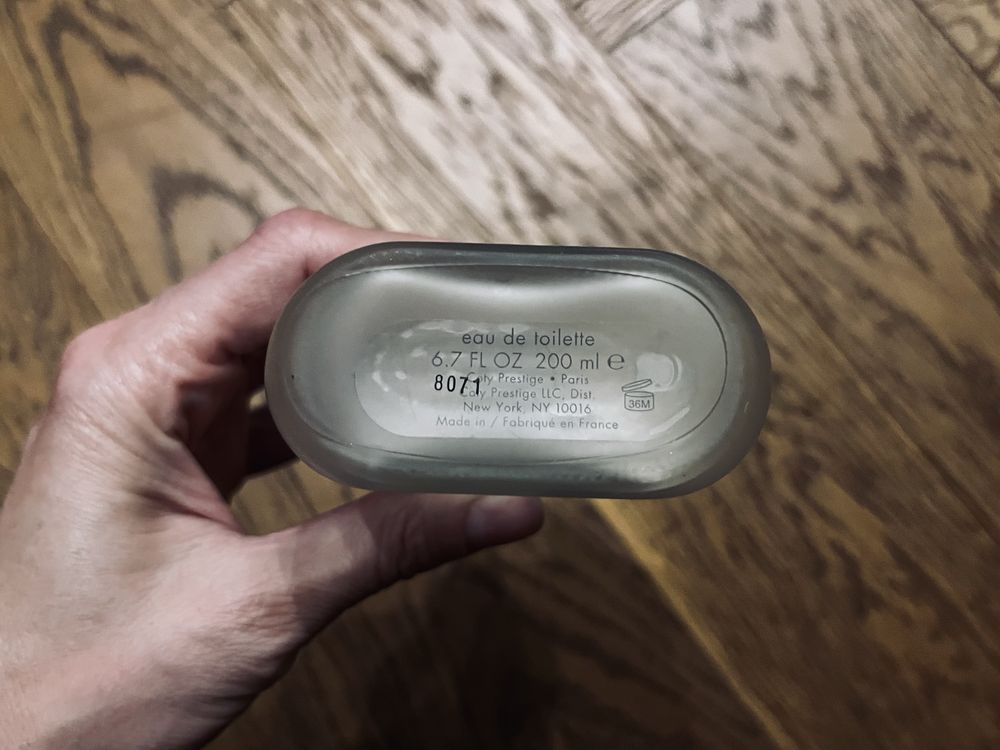 eau de toilette
6.7 FL OZ 200 ml ℮
8071
Coty Prestige • Paris
Coty Prestige LLC, Dist.
New York, NY 10016
Made in / Fabriqué en France
36M